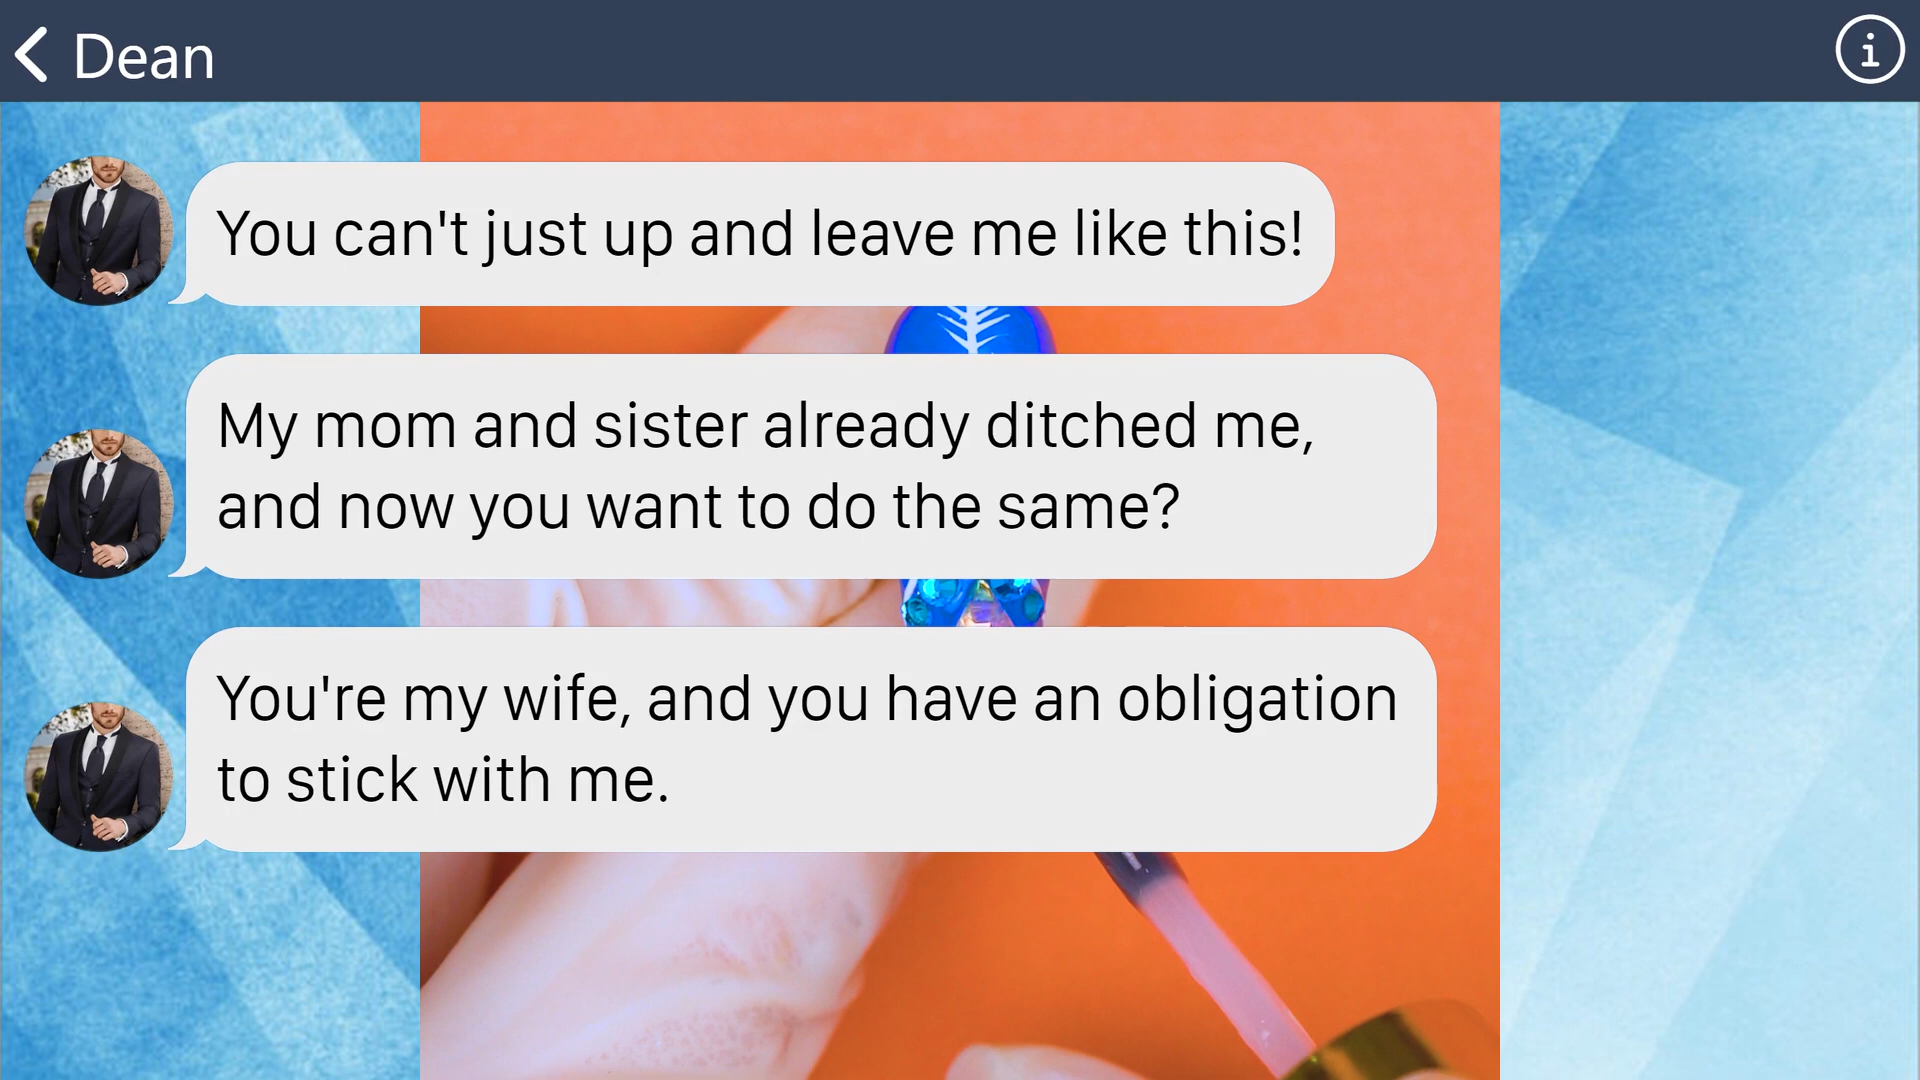 Dean
i
You can't just up and leave me like this!
My mom and sister already ditched me,
and now you want to do the same?
You're my wife, and you have an obligation
to stick with me.